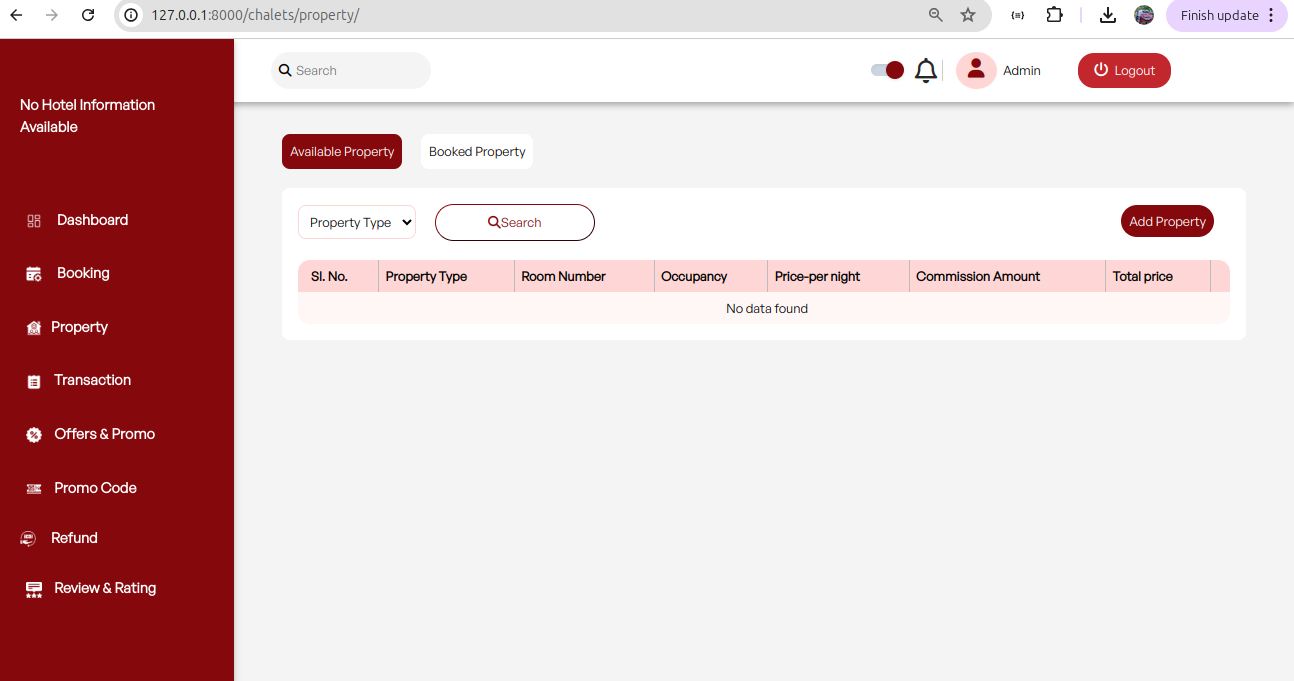 127.0.0.1:8000/chalets/property/
Finish update
No Hotel Information
Available
Search
Admin
Logout
Available Property
Booked Property
Property Type
Search
Add Property
Sl. No.
Property Type
Room Number
Occupancy
Price-per night
Commission Amount
Total price
No data found
Dashboard
Booking
Property
Transaction
Offers & Promo
Promo Code
Refund
Review & Rating